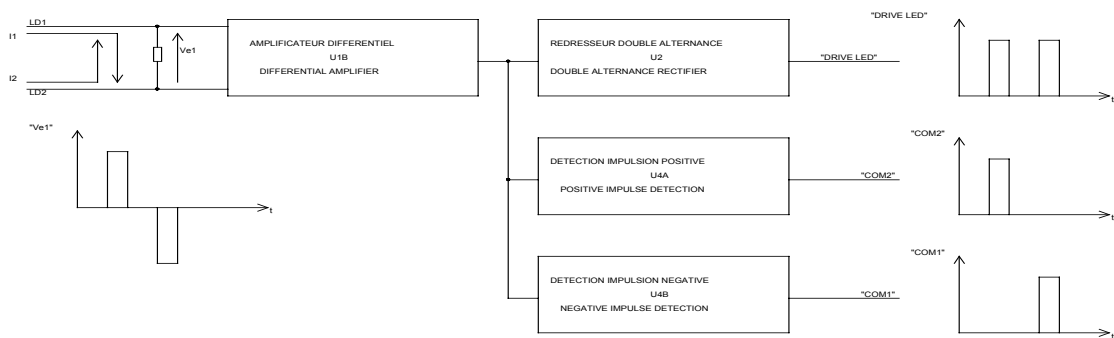 LD1
I1
Ve1
I2
LD2
AMPLIFICATEUR DIFFERENTIEL
U1B
DIFFERENTIAL AMPLIFIER
REDRESSEUR DOUBLE ALTERNANCE
U2
DOUBLE ALTERNANCE RECTIFIER
"DRIVE LED"
"DRIVE LED"
t
"Ve1"
t
DETECTION IMPULSION POSITIVE
U4A
POSITIVE IMPULSE DETECTION
"COM2"
"COM2"
t
DETECTION IMPULSION NEGATIVE
U4B
NEGATIVE IMPULSE DETECTION
"COM1"
"COM1"
t